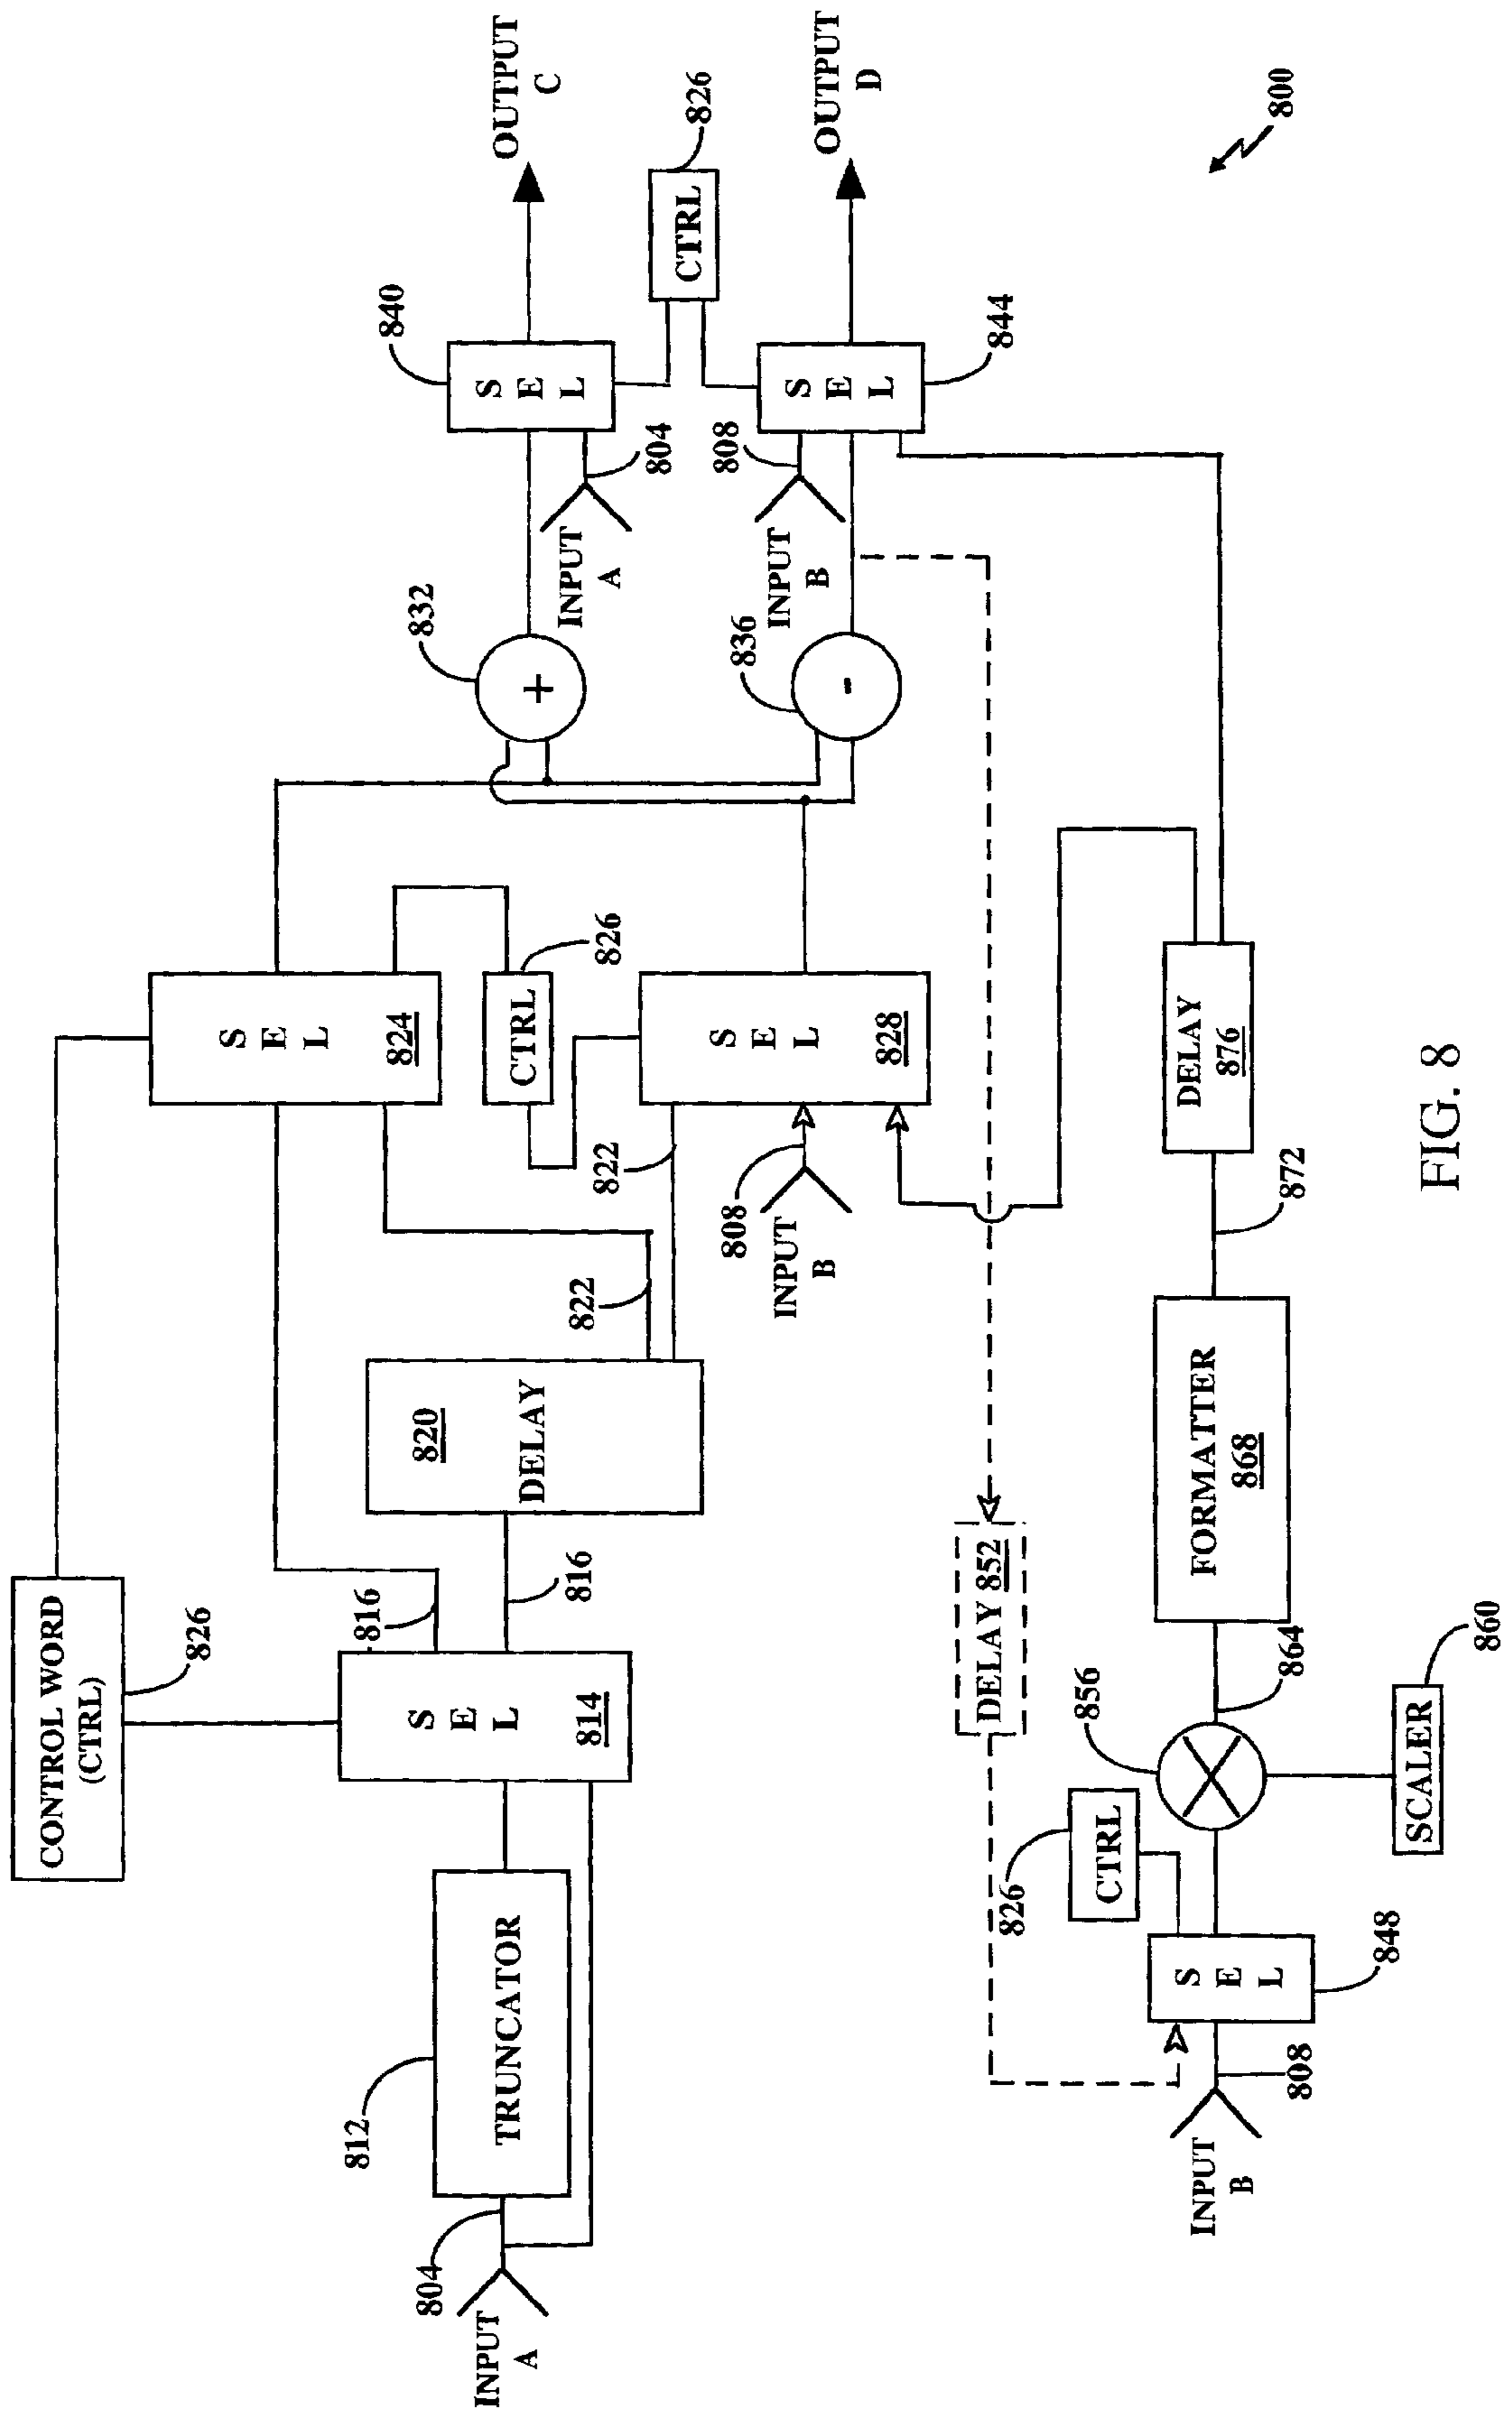 CONTROL WORD
(CTRL)
826
INPUT
A
804
812
TRUNCATOR
S
E
L
814
816
816
820
DELAY
822
822
S
E
L
824
CTRL
826
S
E
L
828
808
INPUT
B
832
+
836
-
INPUT
A
804
INPUT
B
808
840
S
E
L
S
E
L
844
CTRL
826
OUTPUT
C
OUTPUT
D
800
DELAY 852
INPUT
B
808
S
E
L
848
CTRL
826
856
SCALER
860
864
FORMATTER
868
872
DELAY
876
FIG. 8